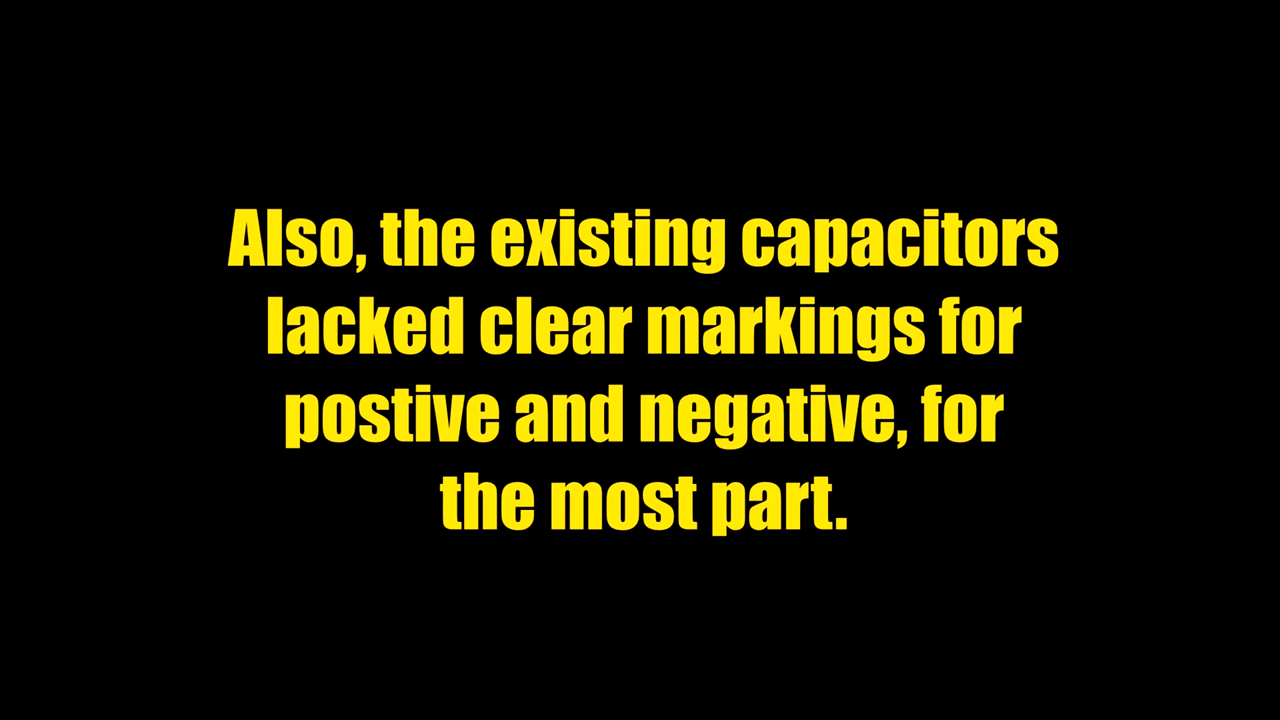 Also, the existing capacitors
lacked clear markings for
postive and negative, for
the most part.